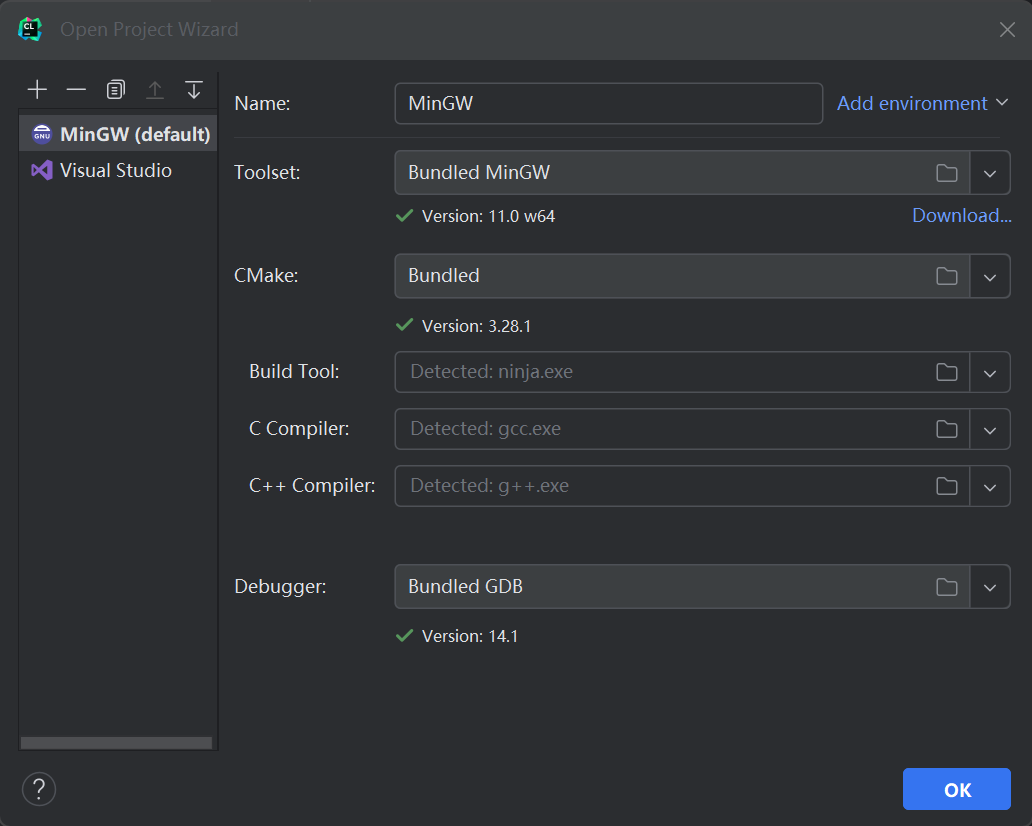 CL
Open Project Wizard
GNU
MinGW (default)
Visual Studio
Name:
MinGW
Add environment
Toolset:
Bundled MinGW
Version: 11.0 w64
Download...
CMake:
Bundled
Version: 3.28.1
Build Tool:
Detected: ninja.exe
C Compiler:
Detected: gcc.exe
C++ Compiler:
Detected: g++.exe
Debugger:
Bundled GDB
Version: 14.1
?
OK